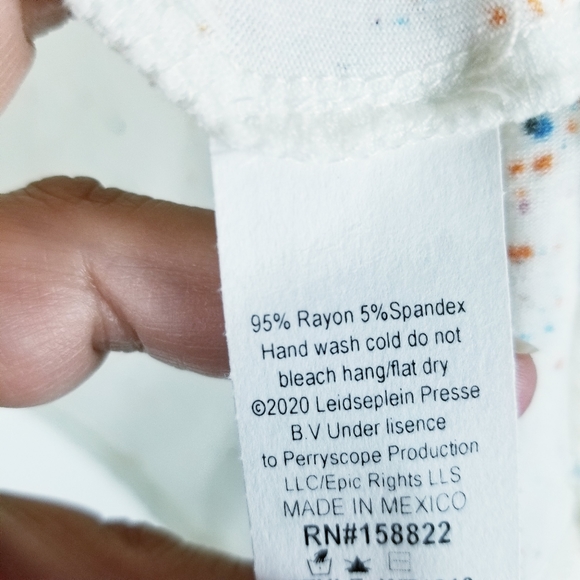 95% Rayon 5%Spandex
Hand wash cold do not
bleach hang/flat dry
©2020 Leidseplein Presse
B.V Under lisence
to Perryscope Production
LLC/Epic Rights LLS
MADE IN MEXICO
RN#158822